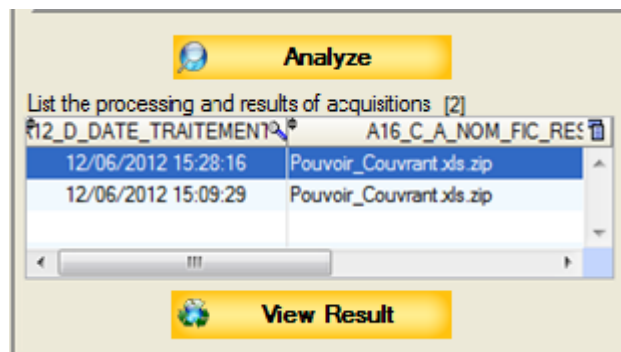 Analyze
List the processing and results of acquisitions [2]
12_D_DATE_TRAITEMENT A16_C_A_NOM_FIC_RES
12/06/2012 15:28:16 Pouvoir_Couvrant.xls.zip
12/06/2012 15:09:29 Pouvoir_Couvrant.xls.zip
View Result